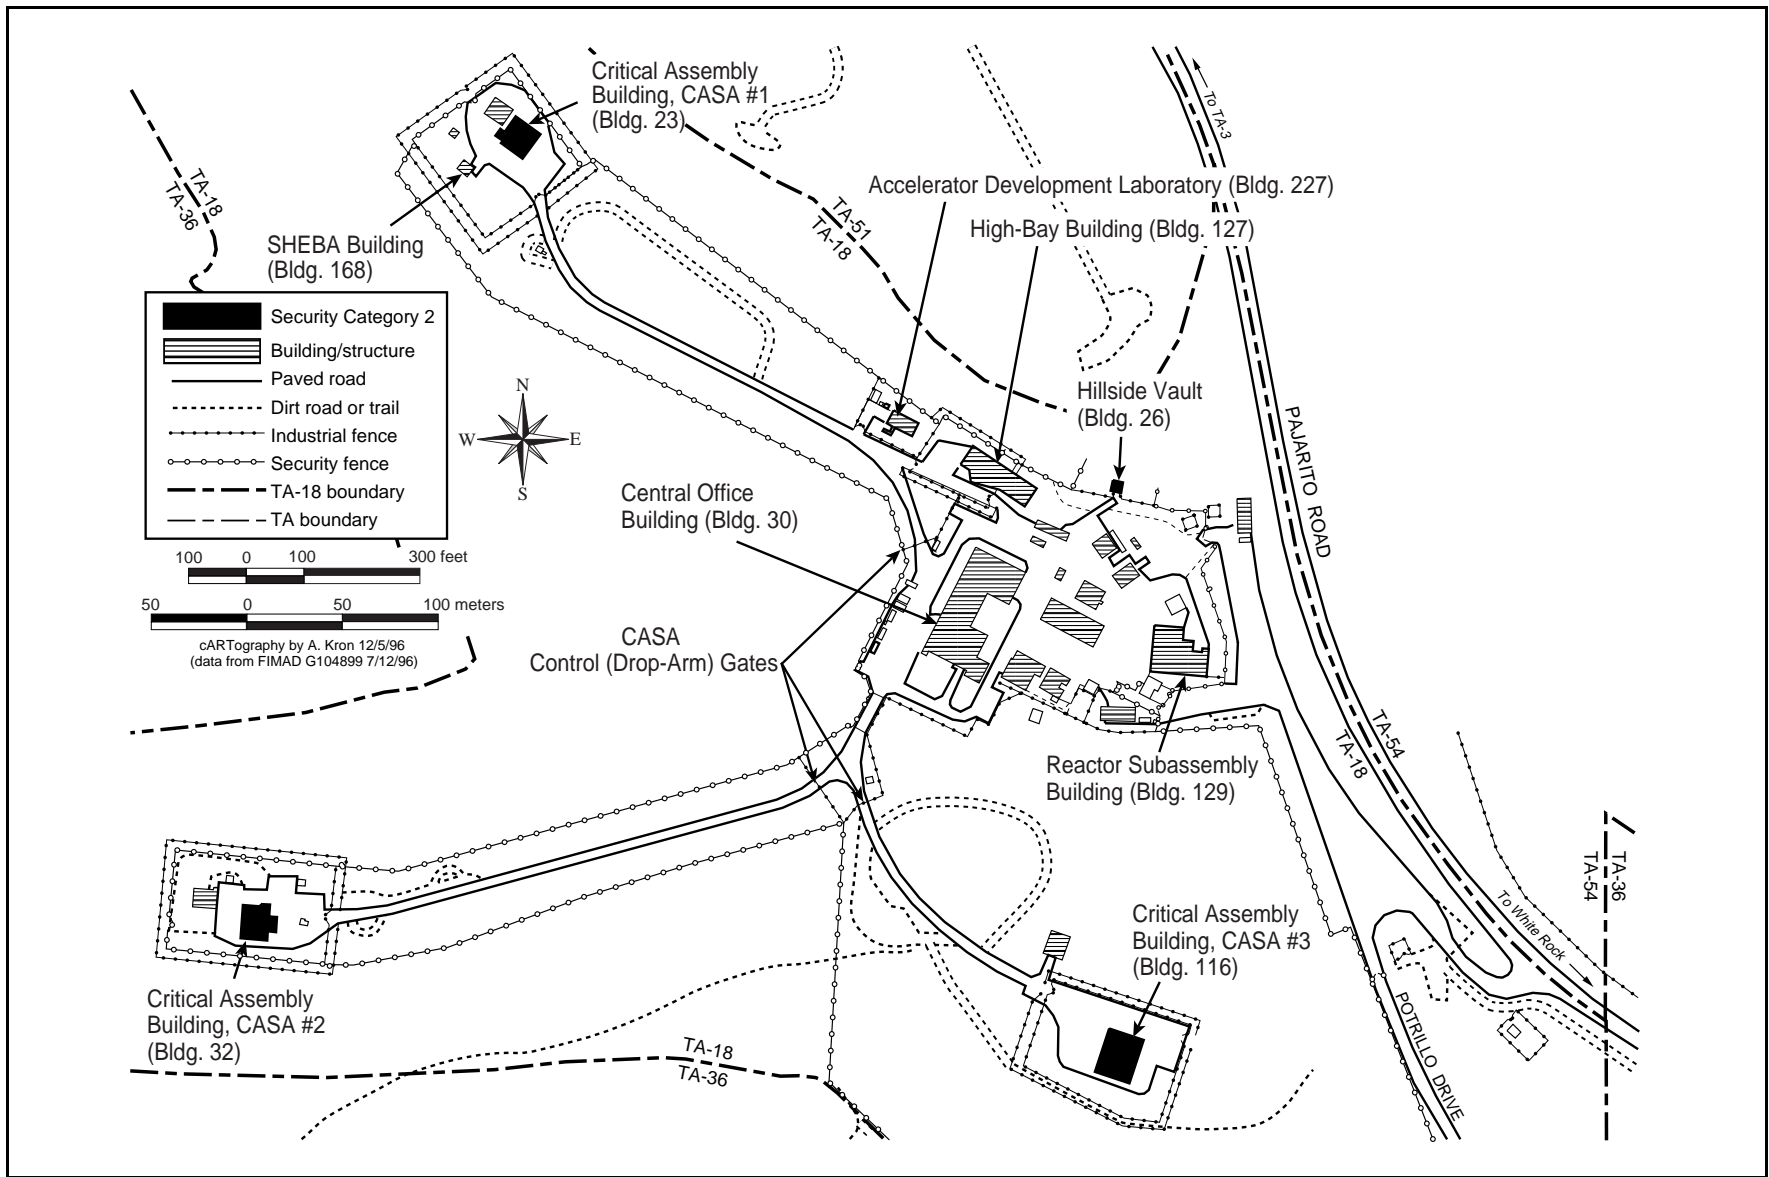 Critical Assembly
Building, CASA #1
(Bldg. 23)
To TA-3
Accelerator Development Laboratory (Bldg. 227)
High-Bay Building (Bldg. 127)
TA-18
TA-36
TA-51
TA-18
SHEBA Building
(Bldg. 168)
Security Category 2
Building/structure
Paved road
Dirt road or trail
Industrial fence
Security fence
TA-18 boundary
TA boundary
N
W
E
S
100 0 100 300 feet
50 0 50 100 meters
cARTography by A. Kron 12/5/96
(data from FIMAD G104899 7/12/96)
Hillside Vault
(Bldg. 26)
PAJARITO ROAD
Central Office
Building (Bldg. 30)
CASA
Control (Drop-Arm) Gates
TA-54
TA-18
Reactor Subassembly
Building (Bldg. 129)
TA-36
TA-54
To White Rock
Critical Assembly
Building, CASA #3
(Bldg. 116)
Critical Assembly
Building, CASA #2
(Bldg. 32)
TA-18
TA-36
POTRILLO DRIVE